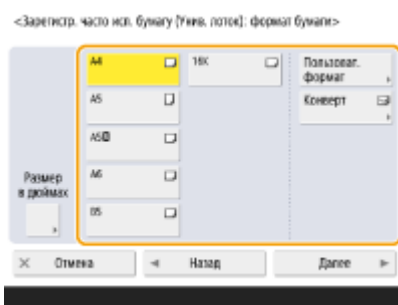 <Зарегистр. часто исп. бумагу (Унив. лоток): формат бумаги>
A4
16K
Пользоват.
формат
A5
Конверт
A5R
Размер
в дюймах
A6
B5
Отмена
Назад
Далее